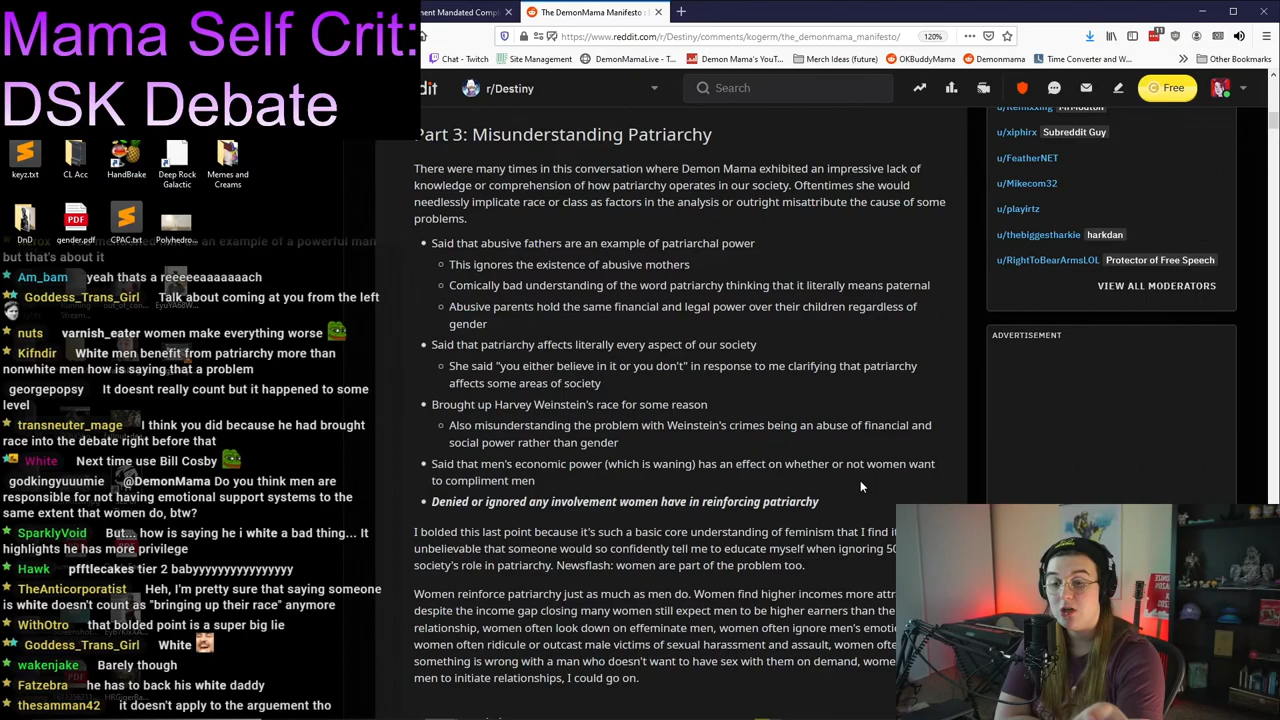 Mama Self Crit:
DSK Debate
keyz.txt
CL Acc
HandBrake
Deep Rock Galactic
Memes and Creams
DnD
gender.pdf
CPAC.txt
Polyhedro...
an example of a powerful man
but that's about it
Am_bam yeah thats a reeeeeaaaaaach
Goddess_Trans_Girl Talk about coming at you from the left
nuts varnish_eater women make everything worse
Kifndir White men benefit from patriarchy more than
nonwhite men how is saying that a problem
georgepopsy It doesnt really count but it happened to some
level
transneuter_mage I think you did because he had brought
race into the debate right before that
White Next time use Bill Cosby
godkingyuuumie @DemonMama Do you think men are
responsible for not having emotional support systems to the
same extent that women do, btw?
SparklyVoid But... how is saying he i white a bad thing... It
highlights he has more privilege
Hawk pfftlecakes tier 2 babyyyyyyyyyyyyyy
TheAnticorporatist Heh, I'm pretty sure that saying someone
is white doesn't count as "bringing up their race" anymore
WithOtro that bolded point is a super big lie
Goddess_Trans_Girl White
wakenjake Barely though
Fatzebra he has to back his white daddy
thesamman42 it doesn't apply to the arguement tho
ent Mandated Compl
The DemonMama Manifesto :
https://www.reddit.com/r/Destiny/comments/kogerm/the_demonmama_manifesto/
120%
Chat - Twitch
Site Management
DemonMamaLive - T...
Demon Mama's YouT...
Merch Ideas (future)
OKBuddyMama
Demonmama
Time Converter and W...
Other Bookmarks
dit
r/Destiny
Search
Free
Part 3: Misunderstanding Patriarchy
There were many times in this conversation where Demon Mama exhibited an impressive lack of
knowledge or comprehension of how patriarchy operates in our society. Oftentimes she would
needlessly implicate race or class as factors in the analysis or outright misattribute the cause of some
problems.
• Said that abusive fathers are an example of patriarchal power
This ignores the existence of abusive mothers
Comically bad understanding of the word patriarchy thinking that it literally means paternal
Abusive parents hold the same financial and legal power over their children regardless of
gender
• Said that patriarchy affects literally every aspect of our society
She said "you either believe in it or you don't" in response to me clarifying that patriarchy
affects some areas of society
• Brought up Harvey Weinstein's race for some reason
Also misunderstanding the problem with Weinstein's crimes being an abuse of financial and
social power rather than gender
• Said that men's economic power (which is waning) has an effect on whether or not women want
to compliment men
• Denied or ignored any involvement women have in reinforcing patriarchy
I bolded this last point because it's such a basic core understanding of feminism that I find it
unbelievable that someone would so confidently tell me to educate myself when ignoring 50
society's role in patriarchy. Newsflash: women are part of the problem too.
Women reinforce patriarchy just as much as men do. Women find higher incomes more attr
despite the income gap closing many women still expect men to be higher earners than the
relationship, women often look down on effeminate men, women often ignore men's emotio
women often ridicule or outcast male victims of sexual harassment and assault, women ofte
something is wrong with a man who doesn't want to have sex with them on demand, wome
men to initiate relationships, I could go on.
u/Remixxing MrMouton
u/xiphirx Subreddit Guy
u/FeatherNET
u/Mikecom32
u/playirtz
u/thebiggestharkie harkdan
u/RightToBearArmsLOL Protector of Free Speech
VIEW ALL MODERATORS
ADVERTISEMENT